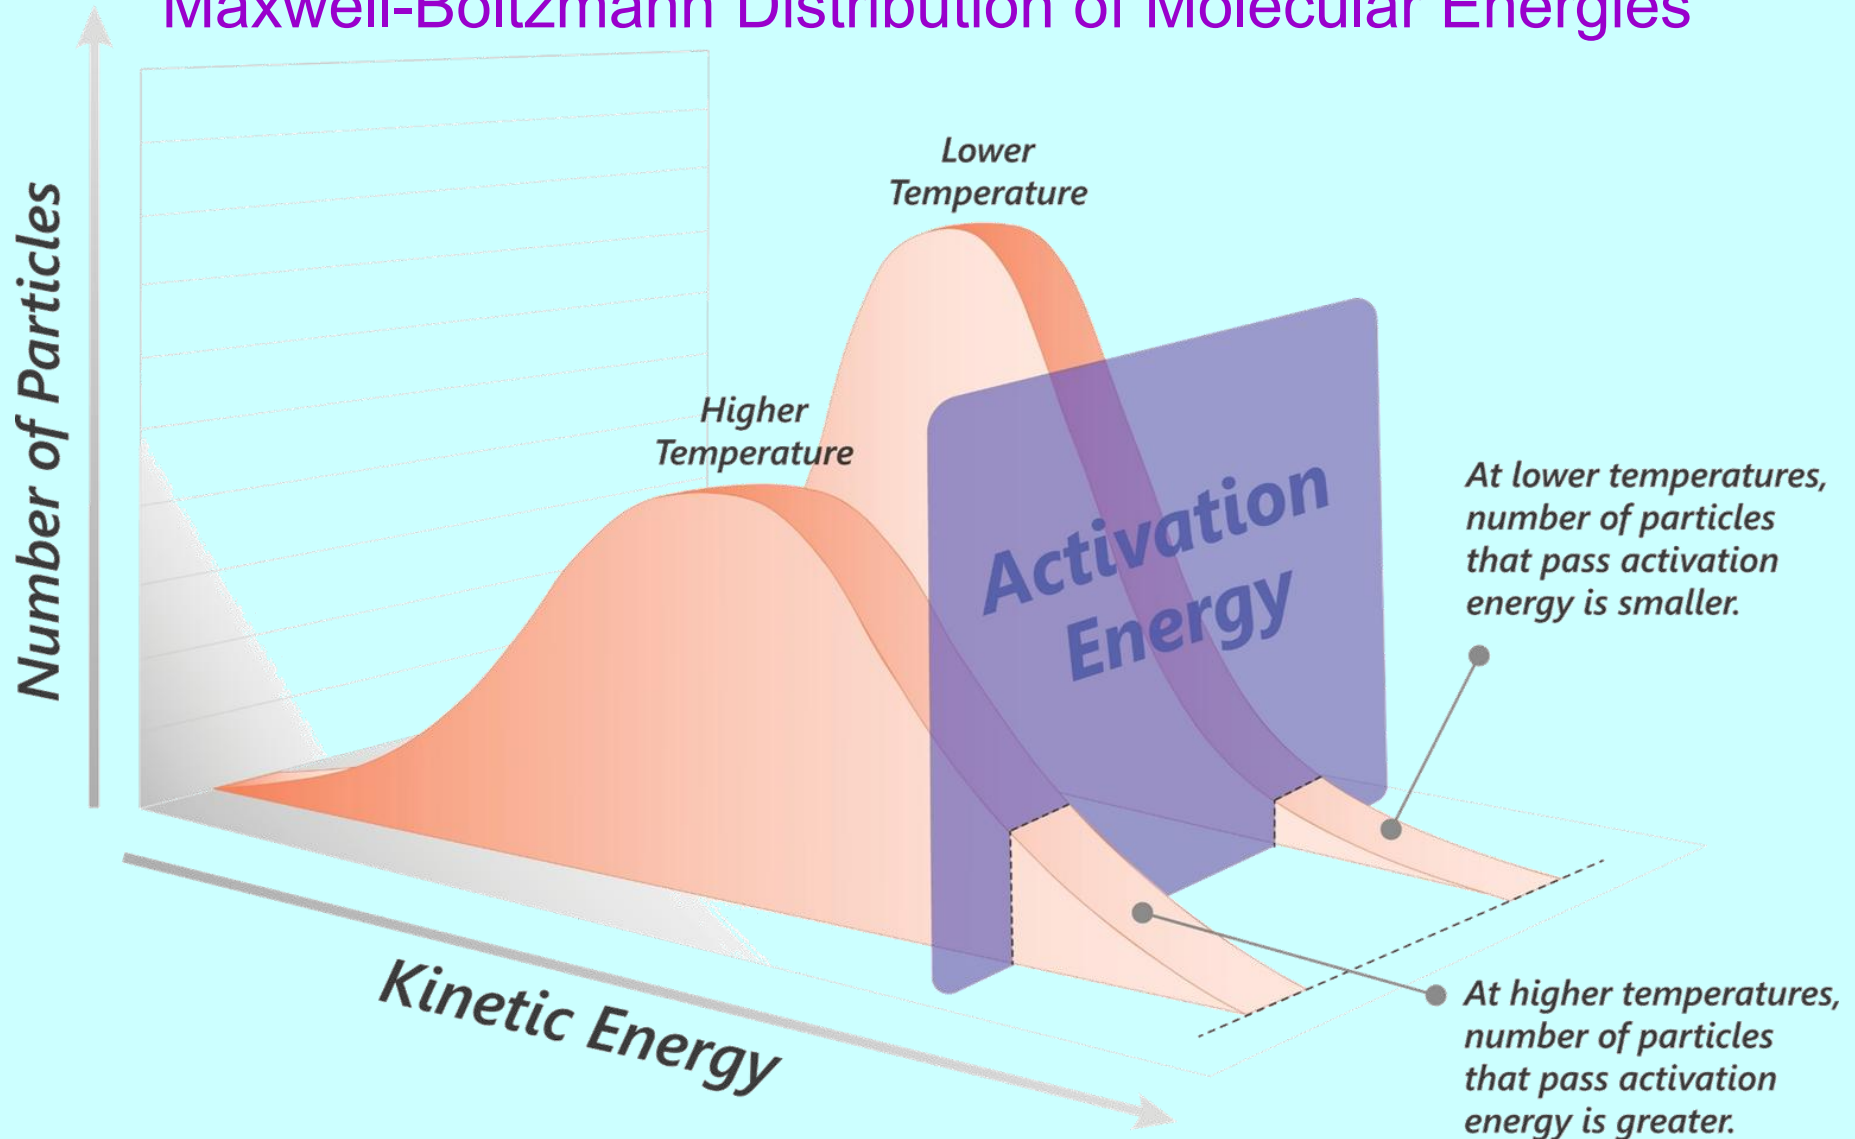 Maxwell-Boltzmann Distribution of Molecular Energies
Lower
Temperature
Higher
Temperature
Number of Particles
Activation
Energy
At lower temperatures,
number of particles
that pass activation
energy is smaller.
Kinetic Energy
At higher temperatures,
number of particles
that pass activation
energy is greater.